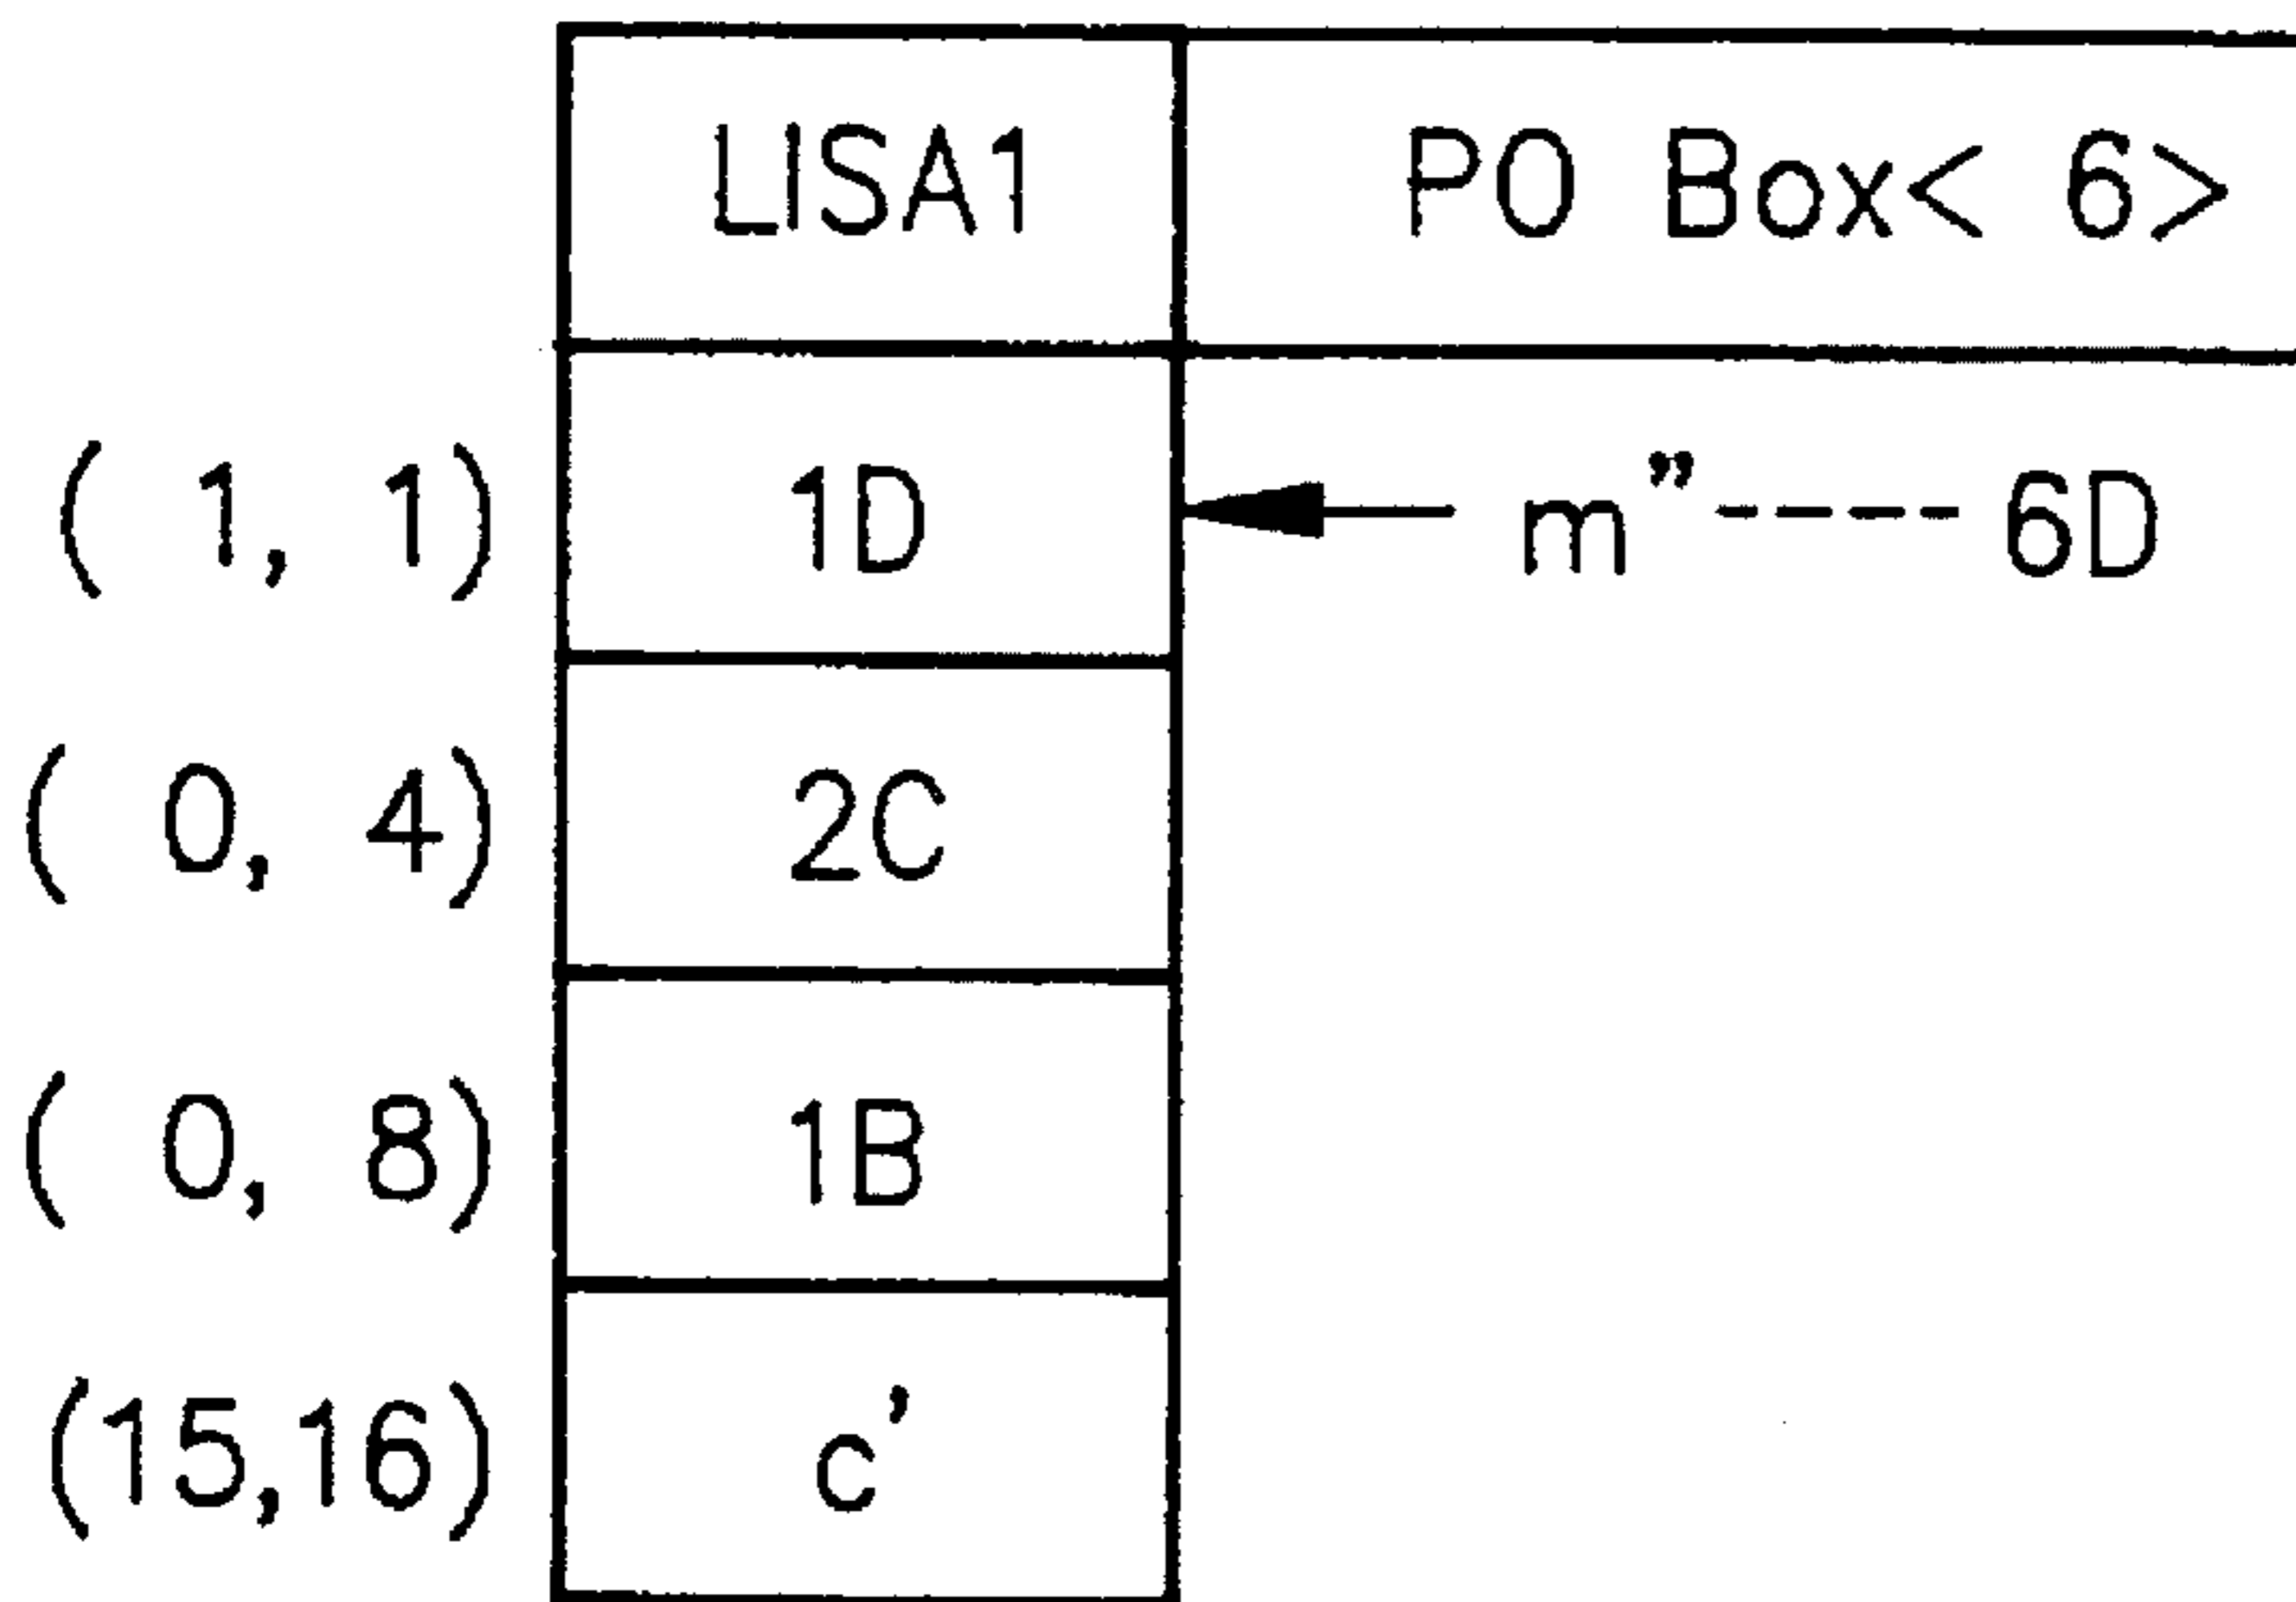 LISA1 PO Box< 6>
( 1, 1) 1D m”---- 6D
( 0, 4) 2C
( 0, 8) 1B
(15,16) c’